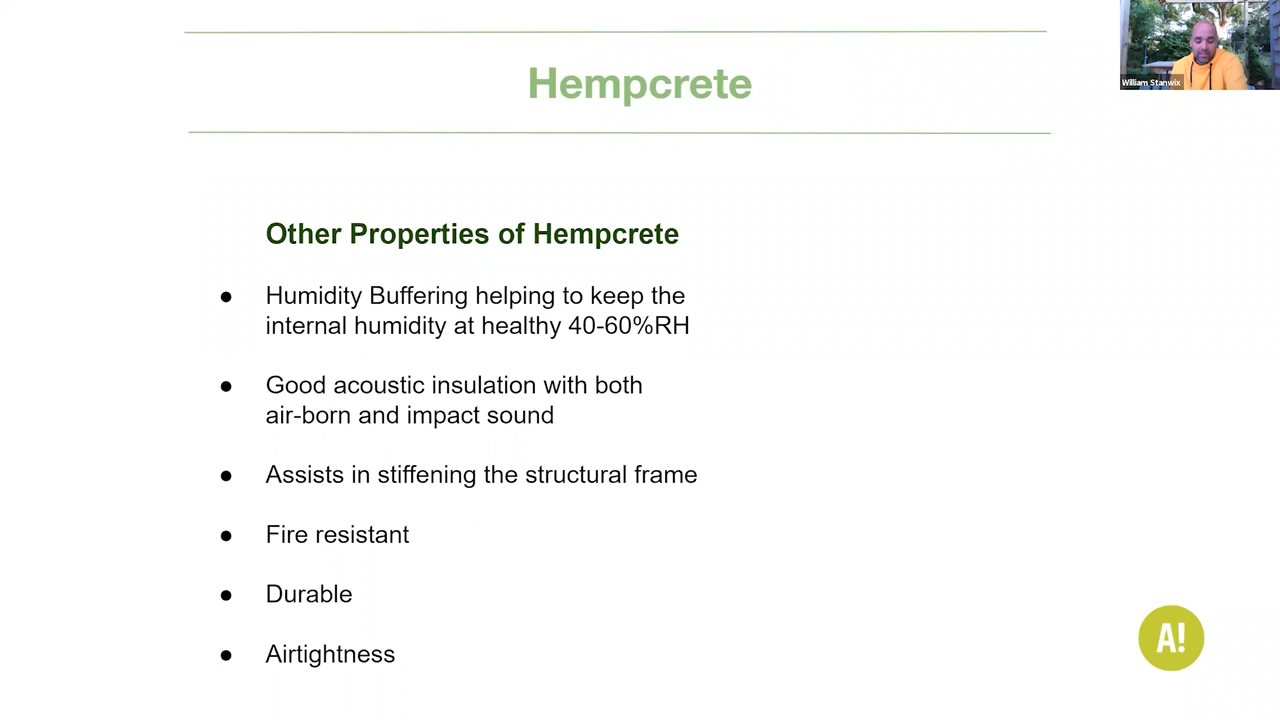 Hempcrete
William Stanwix
Other Properties of Hempcrete
● Humidity Buffering helping to keep the
internal humidity at healthy 40-60%RH
● Good acoustic insulation with both
air-born and impact sound
● Assists in stiffening the structural frame
● Fire resistant
● Durable
● Airtightness
A!